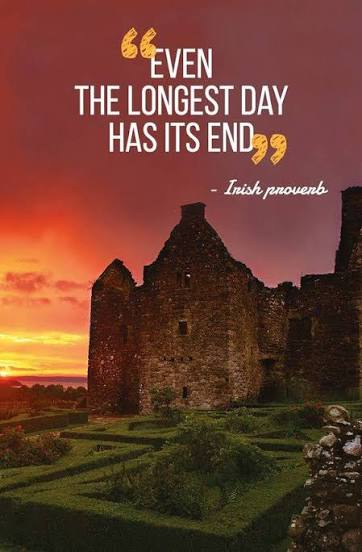 “EVEN
THE LONGEST DAY
HAS ITS END”
- Irish proverb